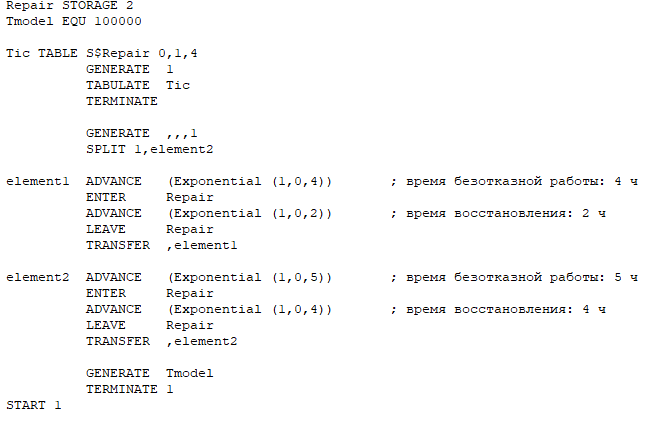 Repair STORAGE 2
Tmodel EQU 100000
Tic TABLE S$Repair 0,1,4
GENERATE 1
TABULATE Tic
TERMINATE
GENERATE ,,,1
SPLIT 1,element2
element1 ADVANCE (Exponential (1,0,4)) ; время безотказной работы: 4 ч
ENTER Repair
ADVANCE (Exponential (1,0,2)) ; время восстановления: 2 ч
LEAVE Repair
TRANSFER ,element1
element2 ADVANCE (Exponential (1,0,5)) ; время безотказной работы: 5 ч
ENTER Repair
ADVANCE (Exponential (1,0,4)) ; время восстановления: 4 ч
LEAVE Repair
TRANSFER ,element2
GENERATE Tmodel
TERMINATE 1
START 1